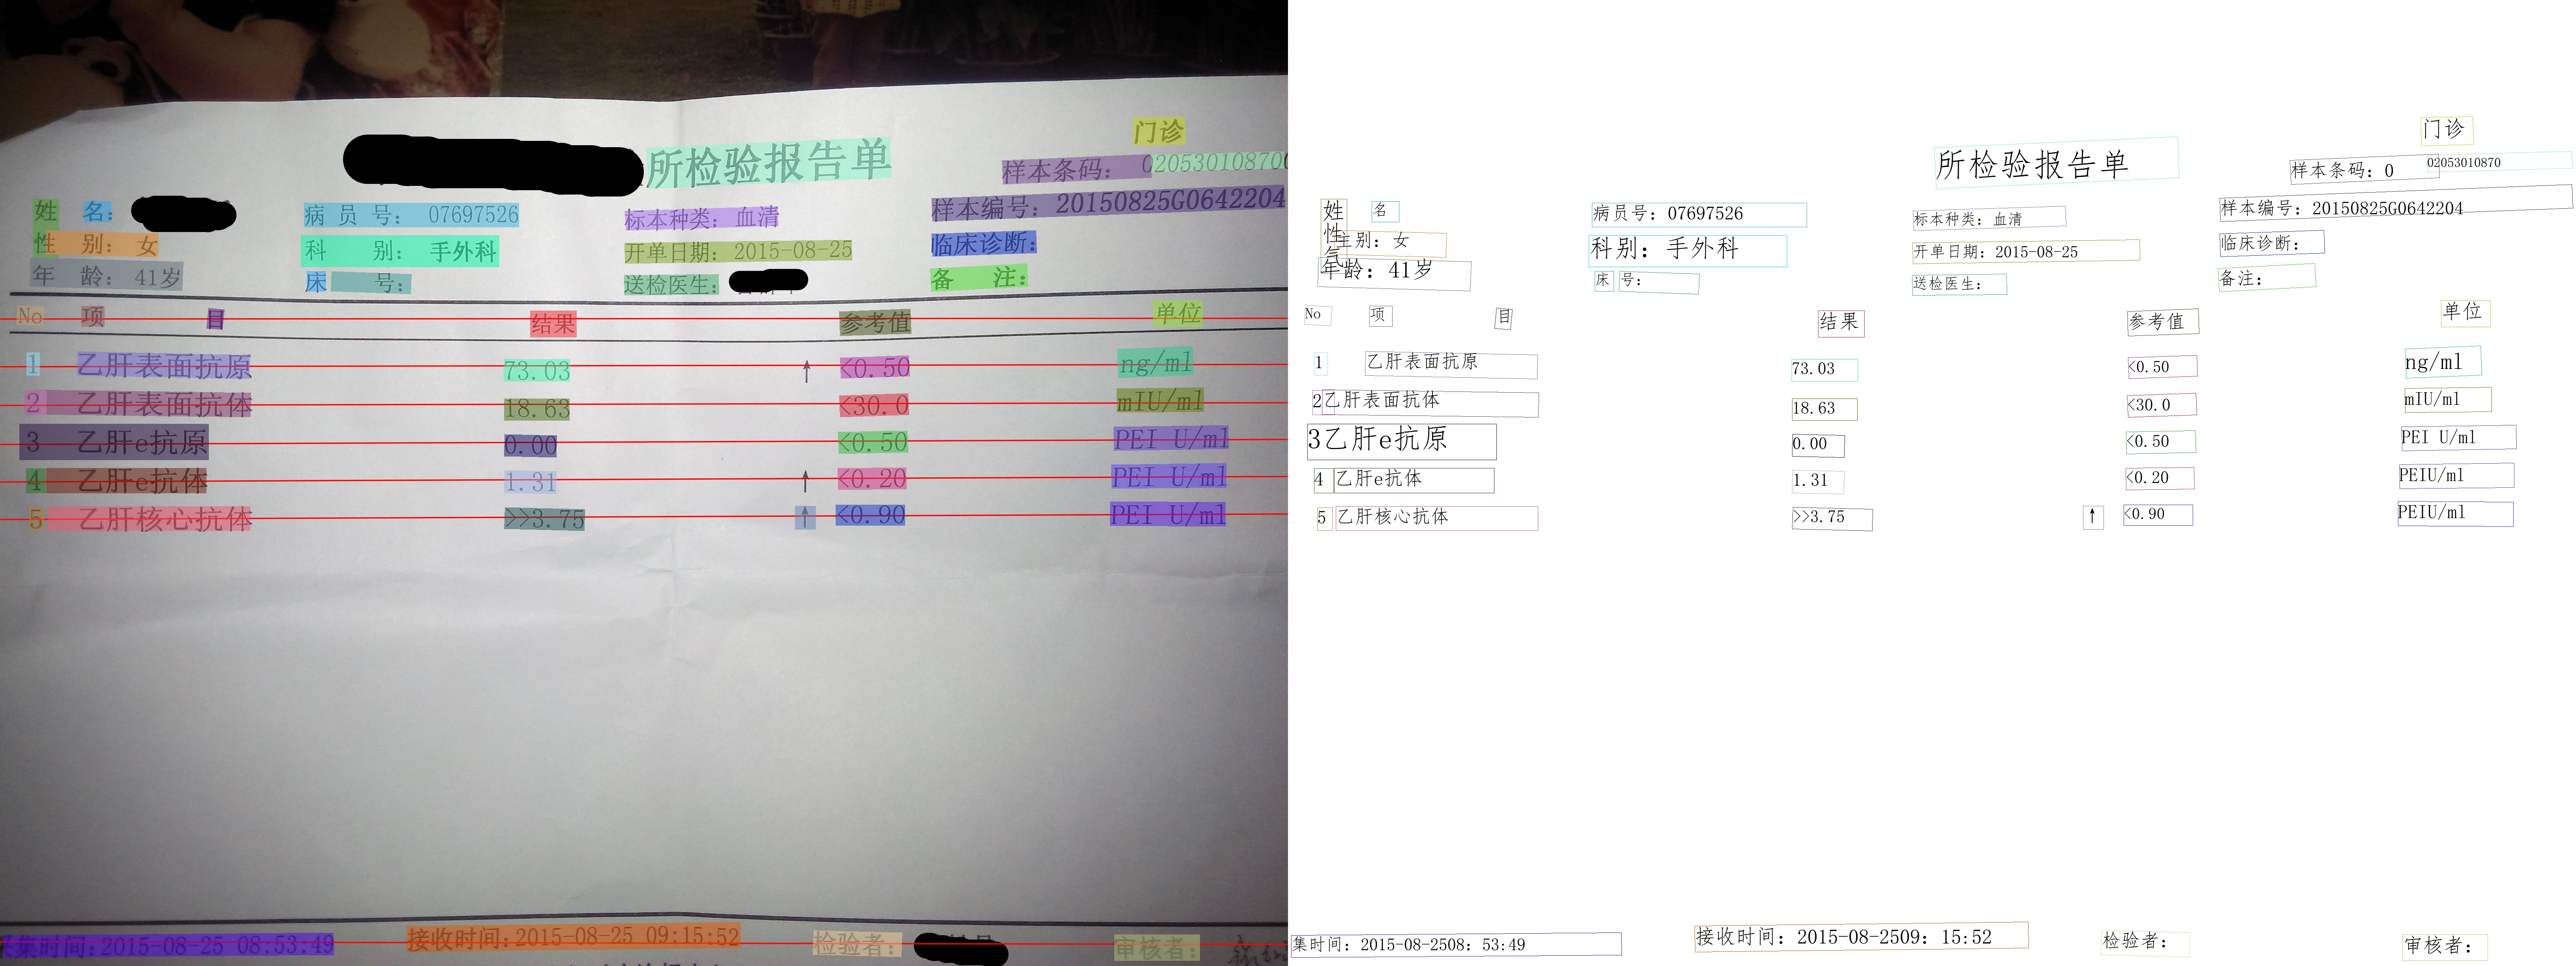 门诊
所检验报告单
样本条码: 02053010870
姓 名:
病 员 号: 07697526
标本种类: 血清
样本编号: 20150825G0642204
性 别: 女
科 别: 手外科
开单日期: 2015-08-25
临床诊断:
年 龄: 41岁
床 号:
送检医生:
备 注:
No 项 目 结果 参考值 单位
1 乙肝表面抗原 73.03 ↑ <0.50 ng/ml
2 乙肝表面抗体 18.63 <30.0 mIU/ml
3 乙肝e抗原 0.00 <0.50 PEI U/ml
4 乙肝e抗体 1.31 ↑ <0.20 PEI U/ml
5 乙肝核心抗体 >>3.75 ↑ <0.90 PEI U/ml
集时间:2015-08-25 08:53:49 接收时间:2015-08-25 09:15:52 检验者: 审核者:
门诊
所检验报告单
样本条码: 0
02053010870
姓 名
病员号: 07697526
标本种类: 血清
样本编号: 20150825G0642204
性
别: 女
科别: 手外科
开单日期: 2015-08-25
临床诊断:
年龄: 41岁
床 号:
送检医生:
备注:
No 项 目 结果 参考值 单位
1 乙肝表面抗原 73.03 <0.50 ng/ml
2 乙肝表面抗体 18.63 <30.0 mIU/ml
3乙肝e抗原 0.00 <0.50 PEI U/ml
4 乙肝e抗体 1.31 <0.20 PEIU/ml
5 乙肝核心抗体 >>3.75 ↑ <0.90 PEIU/ml
集时间: 2015-08-2508: 53:49 接收时间: 2015-08-2509: 15:52 检验者: 审核者: